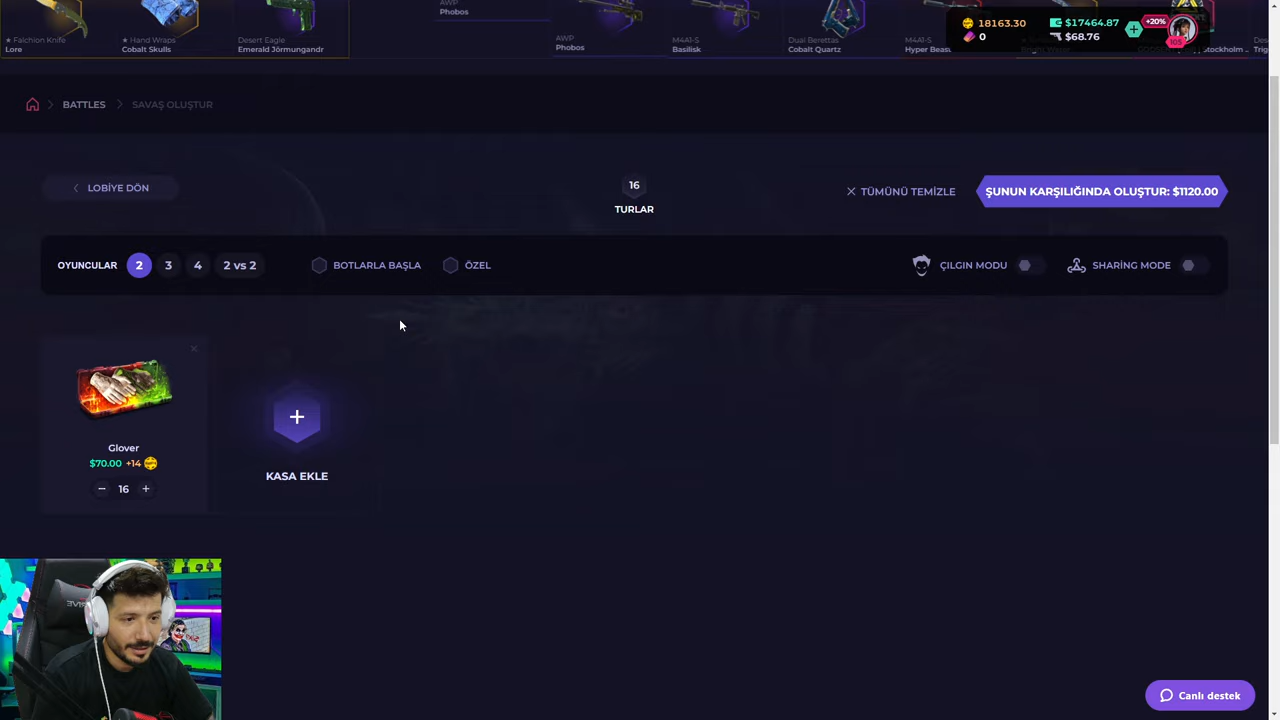 ★ Falchion Knife
Lore
★ Hand Wraps
Cobalt Skulls
Desert Eagle
Emerald Jörmungandr
AWP
Phobos
AWP
Phobos
M4A1-S
Basilisk
Dual Berettas
Cobalt Quartz
M4A1-S
Hyper Beast
18163.30
0
$17464.87
$68.76
+20%
105
BATTLES
SAVAŞ OLUŞTUR
LOBİYE DÖN
16
TURLAR
TÜMÜNÜ TEMİZLE
ŞUNUN KARŞILIĞINDA OLUŞTUR: $1120.00
OYUNCULAR
2
3
4
2 vs 2
BOTLARLA BAŞLA
ÖZEL
ÇILGIN MODU
SHARİNG MODE
Glover
$70.00 +14
16
KASA EKLE
Canlı destek